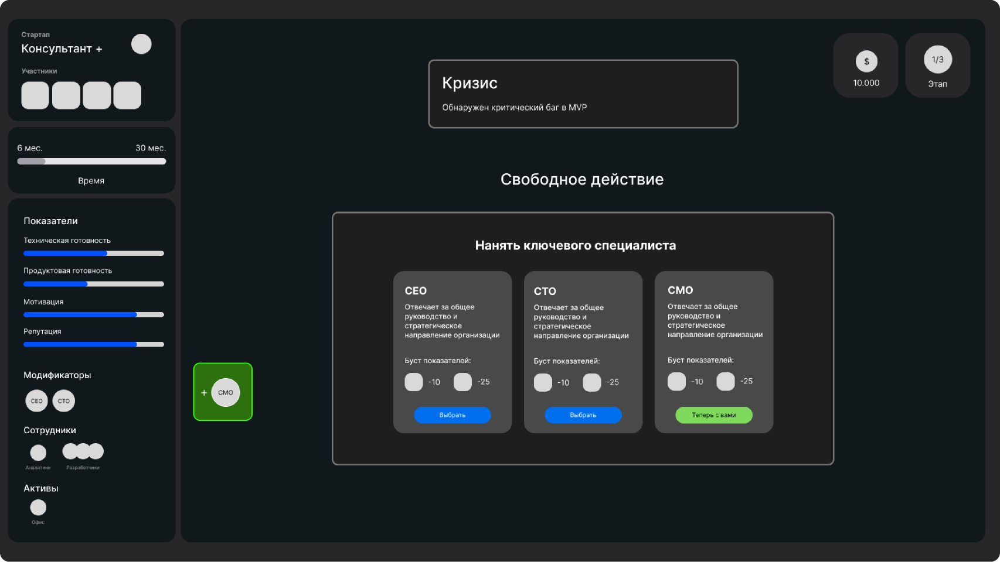 Стартап
Консультант +
Участники
6 мес.
30 мес.
Время
Показатели
Техническая готовность
Продуктовая готовность
Мотивация
Репутация
Модификаторы
CEO
CTO
Сотрудники
Аналитики
Разработчики
Активы
Офис
+
CMO
Кризис
Обнаружен критический баг в MVP
$
10.000
1/3
Этап
Свободное действие
Нанять ключевого специалиста
CEO
Отвечает за общее
руководство и
стратегическое
направление организации
Буст показателей:
-10
-25
Выбрать
CTO
Отвечает за общее
руководство и
стратегическое
направление организации
Буст показателей:
-10
-25
Выбрать
CMO
Отвечает за общее
руководство и
стратегическое
направление организации
Буст показателей:
-10
-25
Теперь с вами